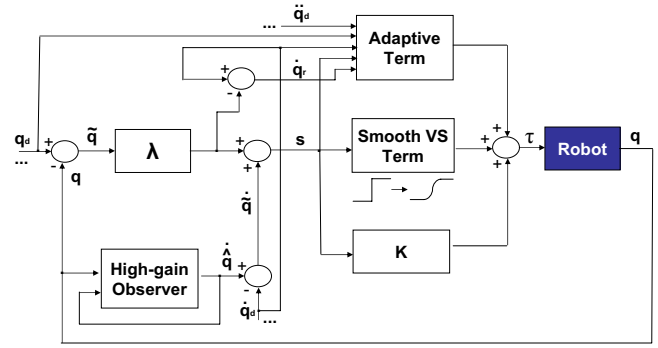 ... q̈d
Adaptive
Term
q̇r
+
-
qd
...
+
-
q̃
q
λ
+
+
s
Smooth VS
Term
+
+
+
τ
Robot
q
q̃̇
High-gain
Observer
q̂̇
+
-
q̇d
...
K